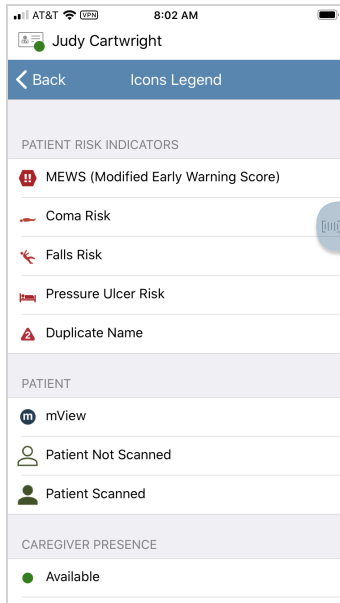 AT&T VPN 8:02 AM
Judy Cartwright
Back Icons Legend
PATIENT RISK INDICATORS
!! MEWS (Modified Early Warning Score)
Coma Risk
Falls Risk
Pressure Ulcer Risk
2 Duplicate Name
PATIENT
m mView
Patient Not Scanned
Patient Scanned
CAREGIVER PRESENCE
Available